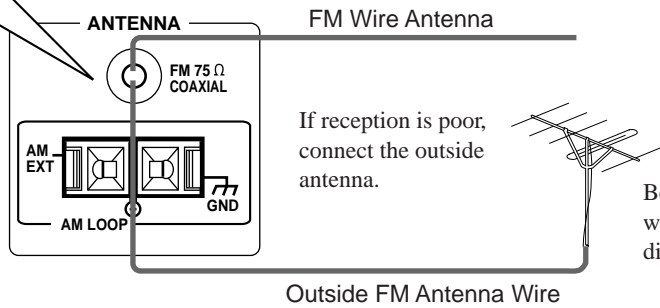 ANTENNA
FM Wire Antenna
FM 75 Ω
COAXIAL
If reception is poor,
connect the outside
antenna.
AM
EXT
GND
AM LOOP
Outside FM Antenna Wire